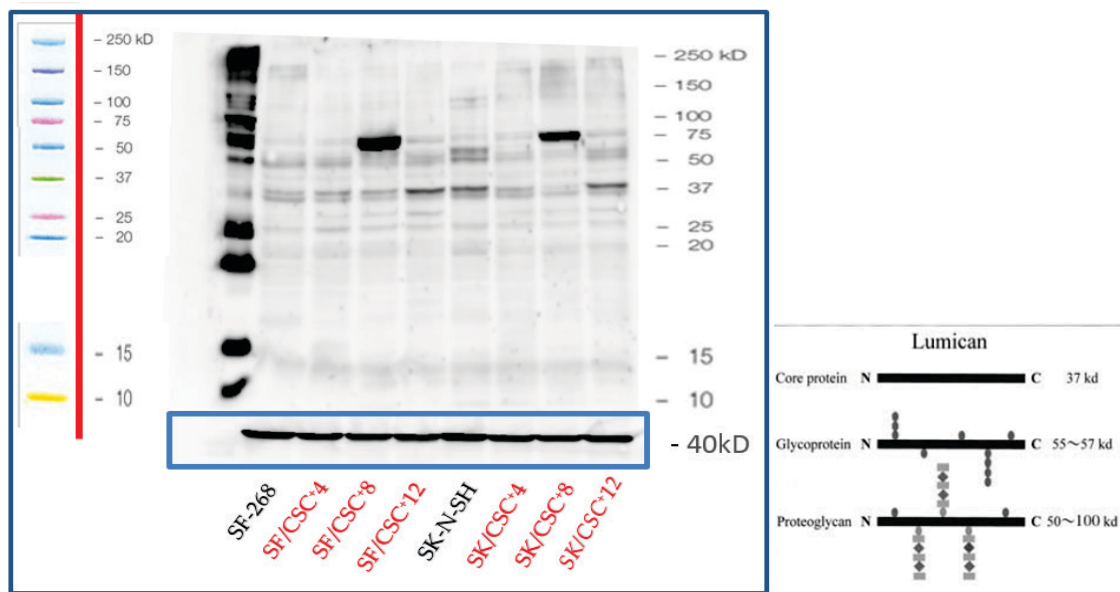 - 250 kD
- 150
- 100
- 75
- 50
- 37
- 25
- 20
- 15
- 10
- 250 kD
- 150
- 100
- 75
- 50
- 37
- 25
- 20
- 15
- 10
- 40kD
SF-268
SF/CSC⁺4
SF/CSC⁺8
SF/CSC⁺12
SK-N-SH
SK/CSC⁺4
SK/CSC⁺8
SK/CSC⁺12
Lumican
Core protein N C 37 kd
Glycoprotein N C 55~57 kd
Proteoglycan N C 50~100 kd